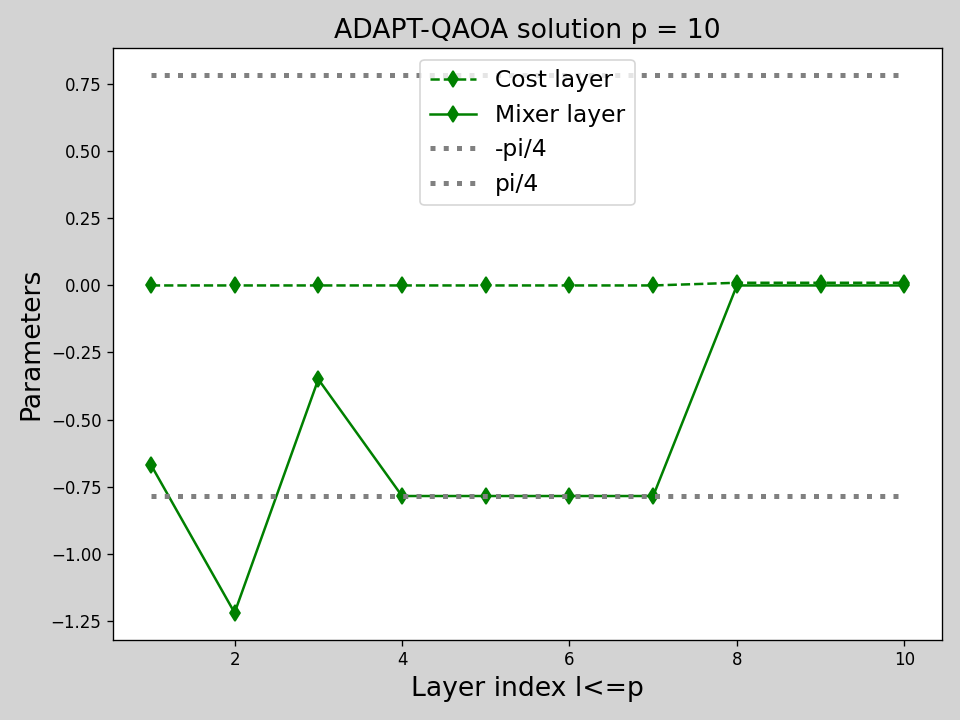 ADAPT-QAOA solution p = 10
Cost layer
Mixer layer
-pi/4
pi/4
0.75
0.50
0.25
0.00
−0.25
−0.50
−0.75
−1.00
−1.25
Parameters
2 4 6 8 10
Layer index l<=p